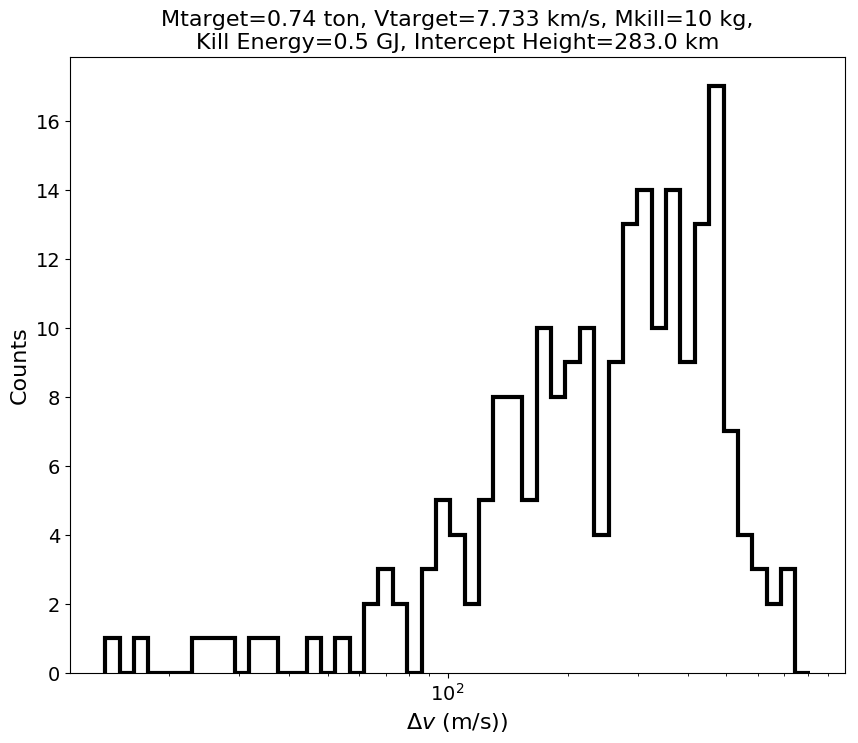 Mtarget=0.74 ton, Vtarget=7.733 km/s, Mkill=10 kg,
Kill Energy=0.5 GJ, Intercept Height=283.0 km
16
14
12
10
8
6
4
2
0
Counts
10²
Δv (m/s))